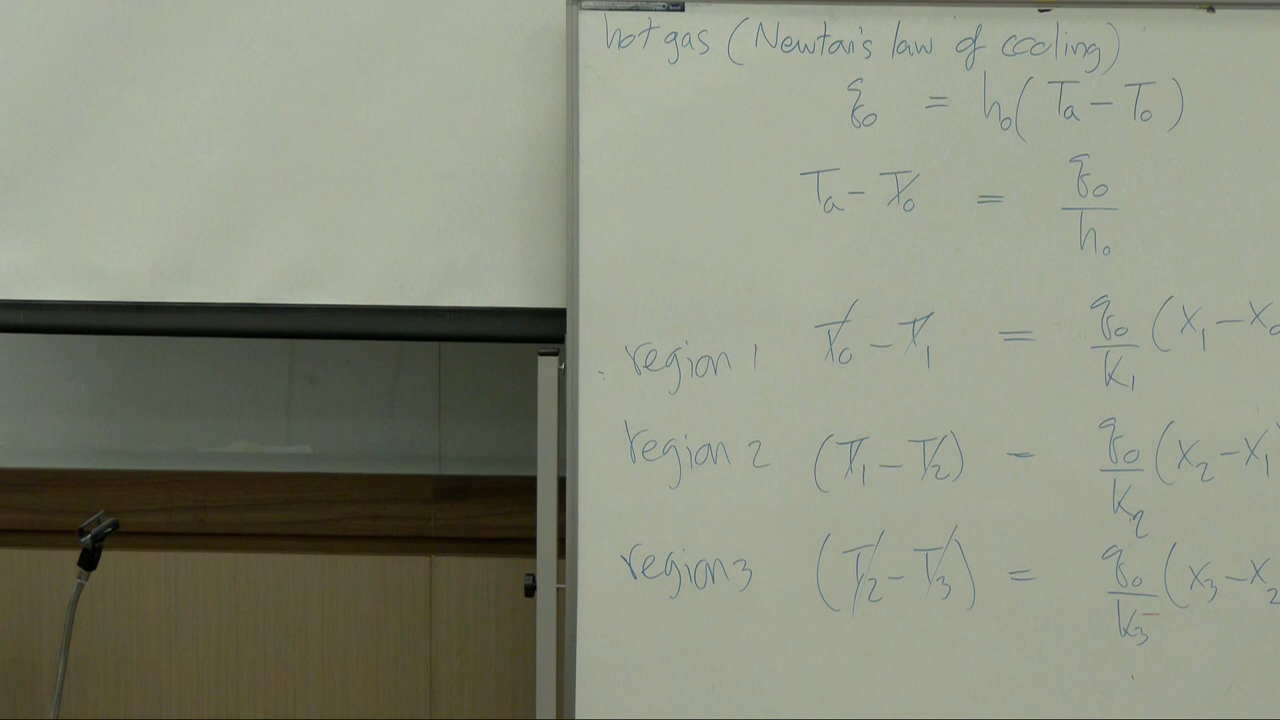 hot gas (Newton's law of cooling)
q₀ = h₀(Tₐ − T₀)
Tₐ − T₀ = q₀/h₀
region 1 T₀ − T₁ = q₀/k₁ (x₁ − x₀
region 2 (T₁ − T₂) = q₀/k₂ (x₂ − x₁)
region 3 (T₂ − T₃) = q₀/k₃ (x₃ − x₂